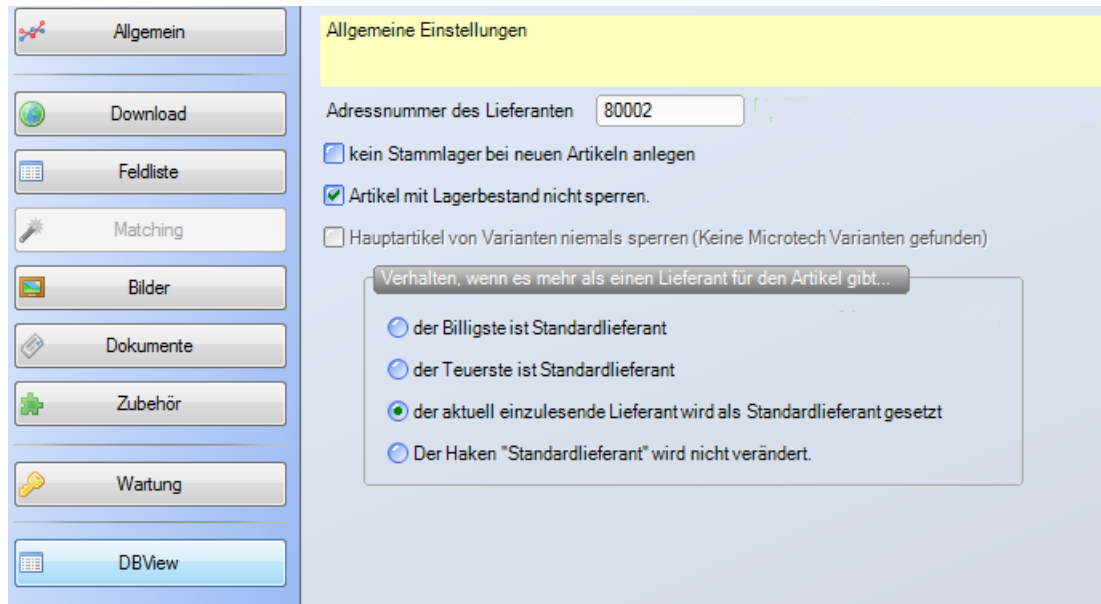 Allgemein
Download
Feldliste
Matching
Bilder
Dokumente
Zubehör
Wartung
DBView
Allgemeine Einstellungen
Adressnummer des Lieferanten 80002
kein Stammlager bei neuen Artikeln anlegen
Artikel mit Lagerbestand nicht sperren.
Hauptartikel von Varianten niemals sperren (Keine Microtech Varianten gefunden)
Verhalten, wenn es mehr als einen Lieferant für den Artikel gibt...
der Billigste ist Standardlieferant
der Teuerste ist Standardlieferant
der aktuell einzulesende Lieferant wird als Standardlieferant gesetzt
Der Haken "Standardlieferant" wird nicht verändert.